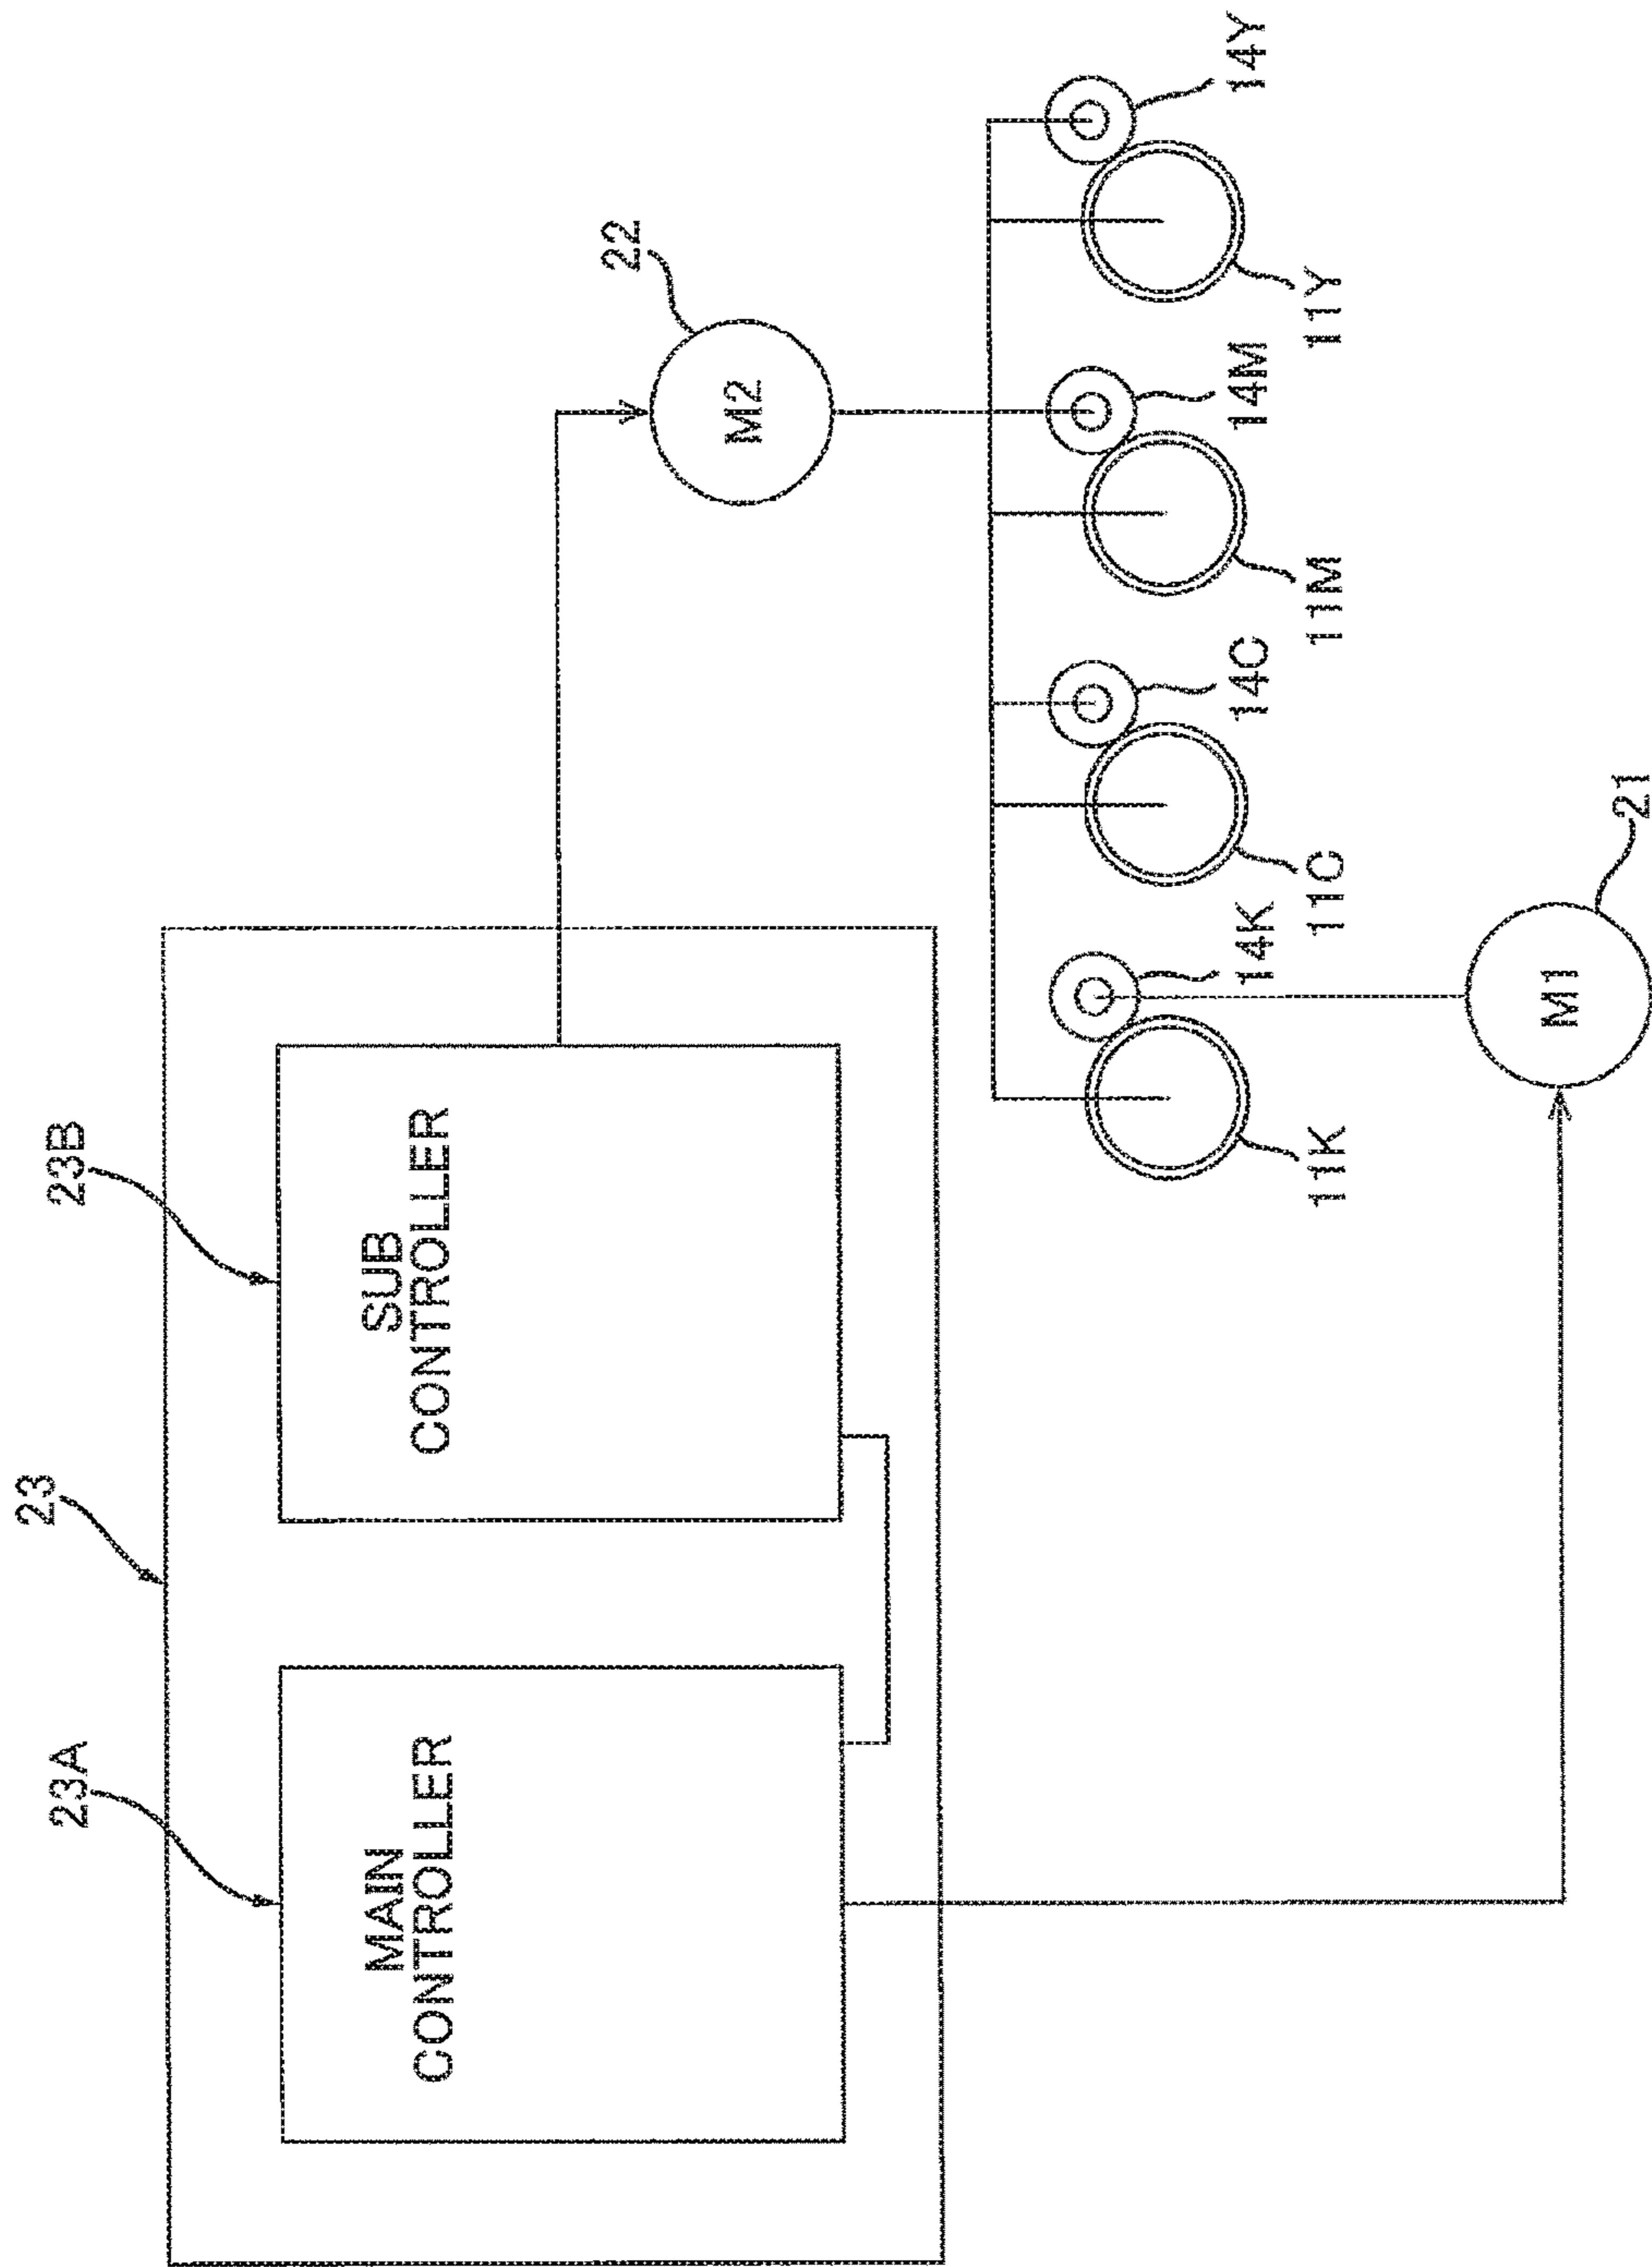 23
23A
23B
MAIN
CONTROLLER
SUB
CONTROLLER
22
M2
14K
14C
14M
14Y
11K
11C
11M
11Y
M1
21